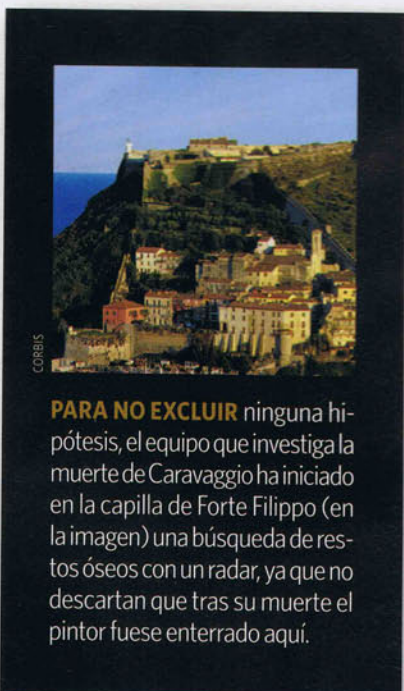 CORBIS
PARA NO EXCLUIR ninguna hi-
pótesis, el equipo que investiga la
muerte de Caravaggio ha iniciado
en la capilla de Forte Filippo (en
la imagen) una búsqueda de res-
tos óseos con un radar, ya que no
descartan que tras su muerte el
pintor fuese enterrado aquí.